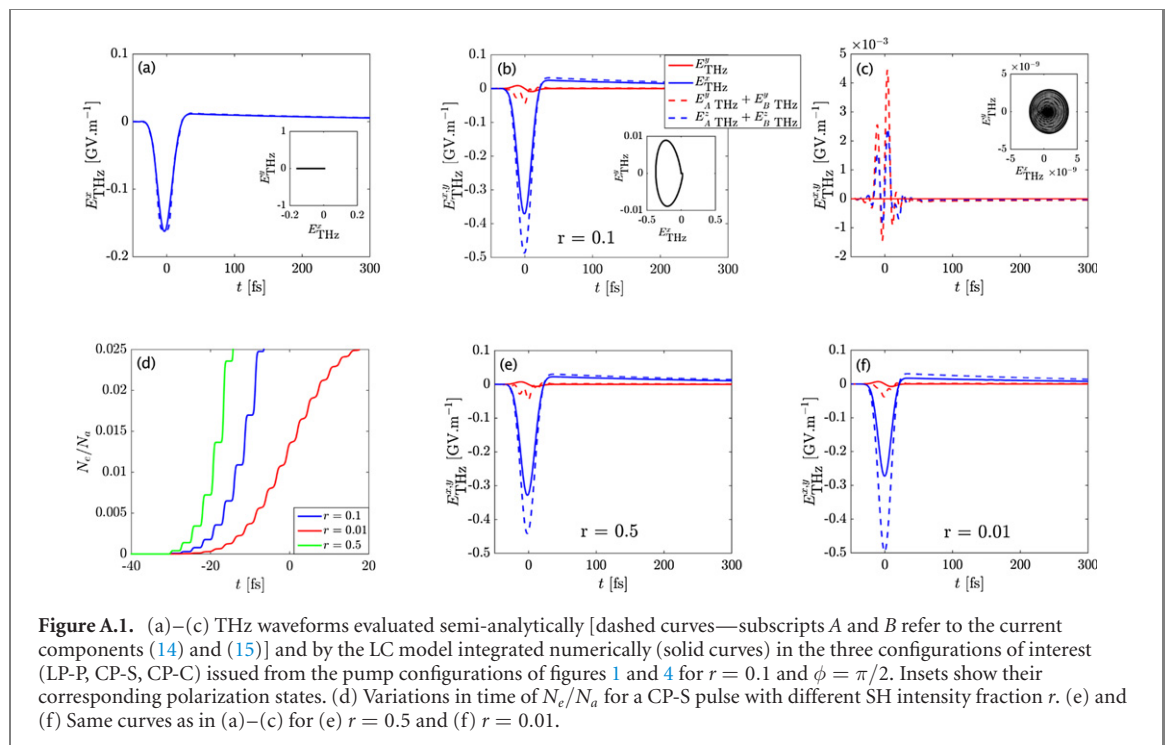 (a)
0.1
0
-0.1
-0.2
E^x_THz [GV.m⁻¹]
0
100
200
300
t [fs]
1
0
-1
E^y_THz
-0.2
0
0.2
E^x_THz
(b)
0.1
0
-0.1
-0.2
-0.3
-0.4
-0.5
E^{x,y}_THz [GV.m⁻¹]
0
100
200
300
t [fs]
r = 0.1
E^y_THz
E^x_THz
E^y_{A THz} + E^y_{B THz}
E^z_{A THz} + E^z_{B THz}
0.01
0
-0.01
E^y_THz
0
0.5
E^x_THz
(c)
×10⁻³
5
4
3
2
1
0
-1
-2
E^{x,y}_THz [GV.m⁻¹]
0
100
200
300
t [fs]
×10⁻⁹
5
0
-5
E^y_THz
-5
0
5
E^x_THz ×10⁻⁹
(d)
0.025
0.02
0.015
0.01
0.005
0
N_e/N_a
-40
-20
0
20
t [fs]
r = 0.1
r = 0.01
r = 0.5
(e)
0.1
0
-0.1
-0.2
-0.3
-0.4
-0.5
E^{x,y}_THz [GV.m⁻¹]
0
100
200
300
t [fs]
r = 0.5
(f)
0.1
0
-0.1
-0.2
-0.3
-0.4
-0.5
E^{x,y}_THz [GV.m⁻¹]
0
100
200
300
t [fs]
r = 0.01
Figure A.1. (a)–(c) THz waveforms evaluated semi-analytically [dashed curves—subscripts A and B refer to the current
components (14) and (15)] and by the LC model integrated numerically (solid curves) in the three configurations of interest
(LP-P, CP-S, CP-C) issued from the pump configurations of figures 1 and 4 for r = 0.1 and ϕ = π/2. Insets show their
corresponding polarization states. (d) Variations in time of N_e/N_a for a CP-S pulse with different SH intensity fraction r. (e) and
(f) Same curves as in (a)–(c) for (e) r = 0.5 and (f) r = 0.01.